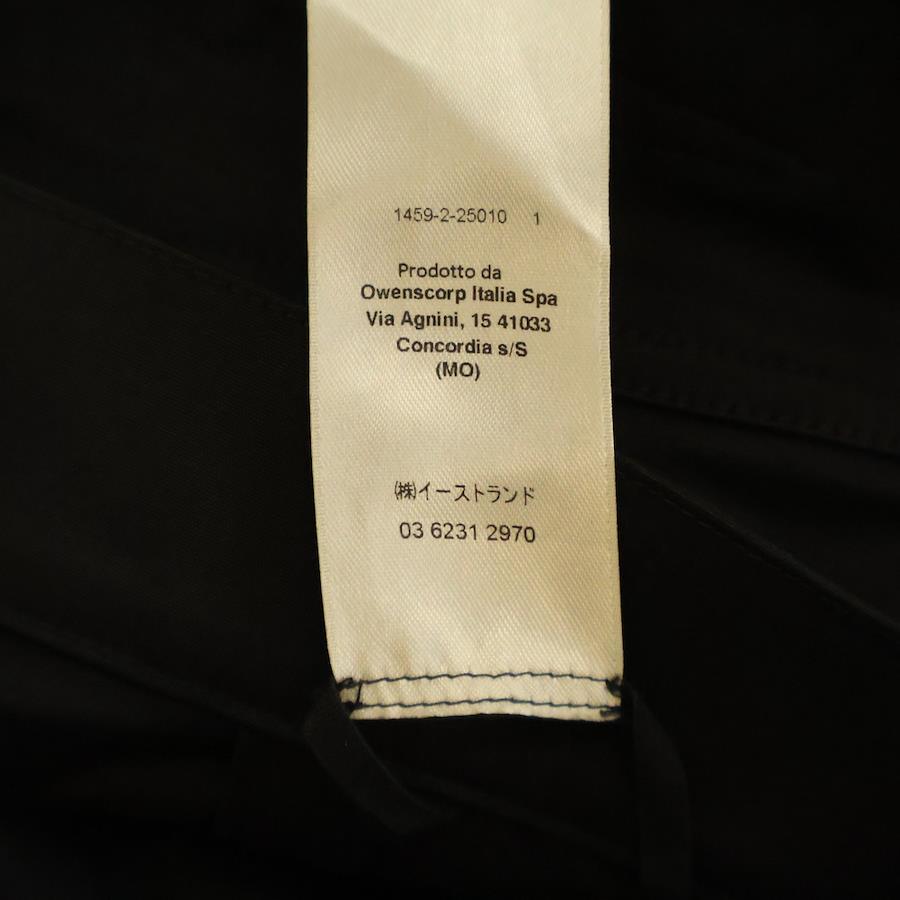 1459-2-25010 1
Prodotto da
Owenscorp Italia Spa
Via Agnini, 15 41033
Concordia s/S
(MO)
㈱イーストランド
03 6231 2970